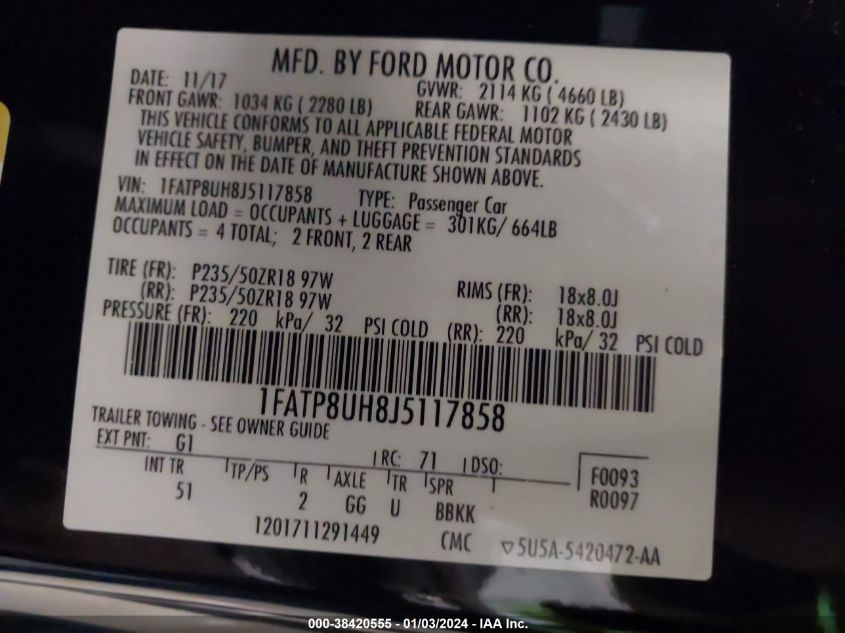 MFD. BY FORD MOTOR CO.
DATE: 11/17 GVWR: 2114 KG ( 4660 LB)
FRONT GAWR: 1034 KG ( 2280 LB) REAR GAWR: 1102 KG ( 2430 LB)
THIS VEHICLE CONFORMS TO ALL APPLICABLE FEDERAL MOTOR
VEHICLE SAFETY, BUMPER, AND THEFT PREVENTION STANDARDS
IN EFFECT ON THE DATE OF MANUFACTURE SHOWN ABOVE.
VIN: 1FATP8UH8J5117858 TYPE: Passenger Car
MAXIMUM LOAD = OCCUPANTS + LUGGAGE = 301KG/ 664LB
OCCUPANTS = 4 TOTAL; 2 FRONT, 2 REAR
TIRE (FR): P235/50ZR18 97W RIMS (FR): 18x8.0J
(RR): P235/50ZR18 97W (RR): 18x8.0J
PRESSURE (FR): 220 kPa/ 32 PSI COLD (RR): 220 kPa/ 32 PSI COLD
1FATP8UH8J5117858
TRAILER TOWING - SEE OWNER GUIDE
EXT PNT: G1 RC: 71 DSO: F0093
INT TR TP/PS R AXLE TR SPR R0097
51 2 GG U BBKK
1201711291449 CMC ▽5U5A-5420472-AA
000-38420555 - 01/03/2024 - IAA Inc.